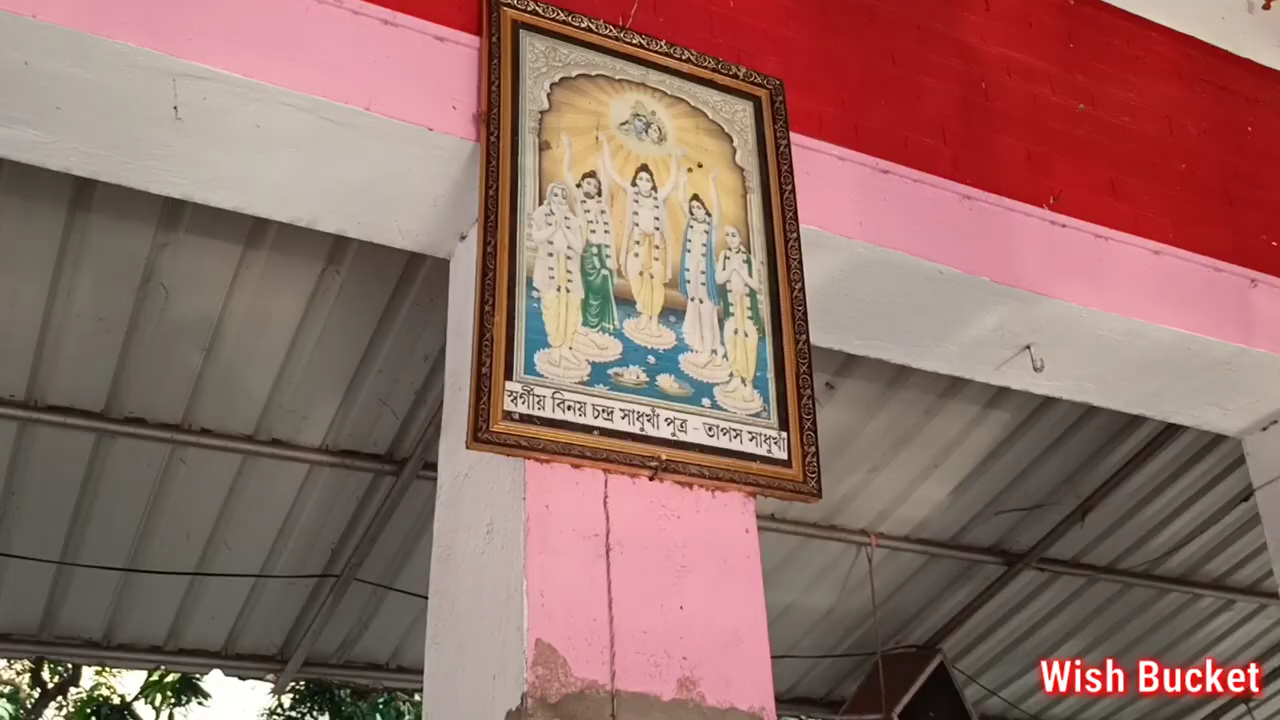 স্বর্গীয় বিনয় চন্দ্র সাধুখাঁ পুত্র - তাপস সাধুখাঁ
Wish Bucket